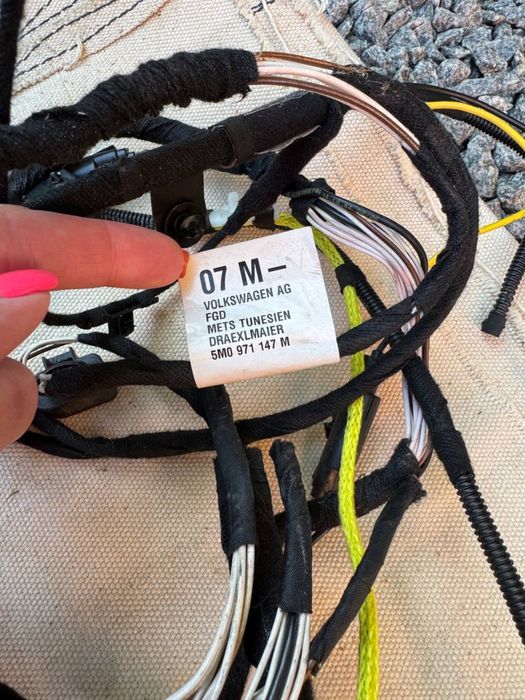 07 M–
VOLKSWAGEN AG
FGD
METS TUNESIEN
DRAEXLMAIER
5M0 971 147 M